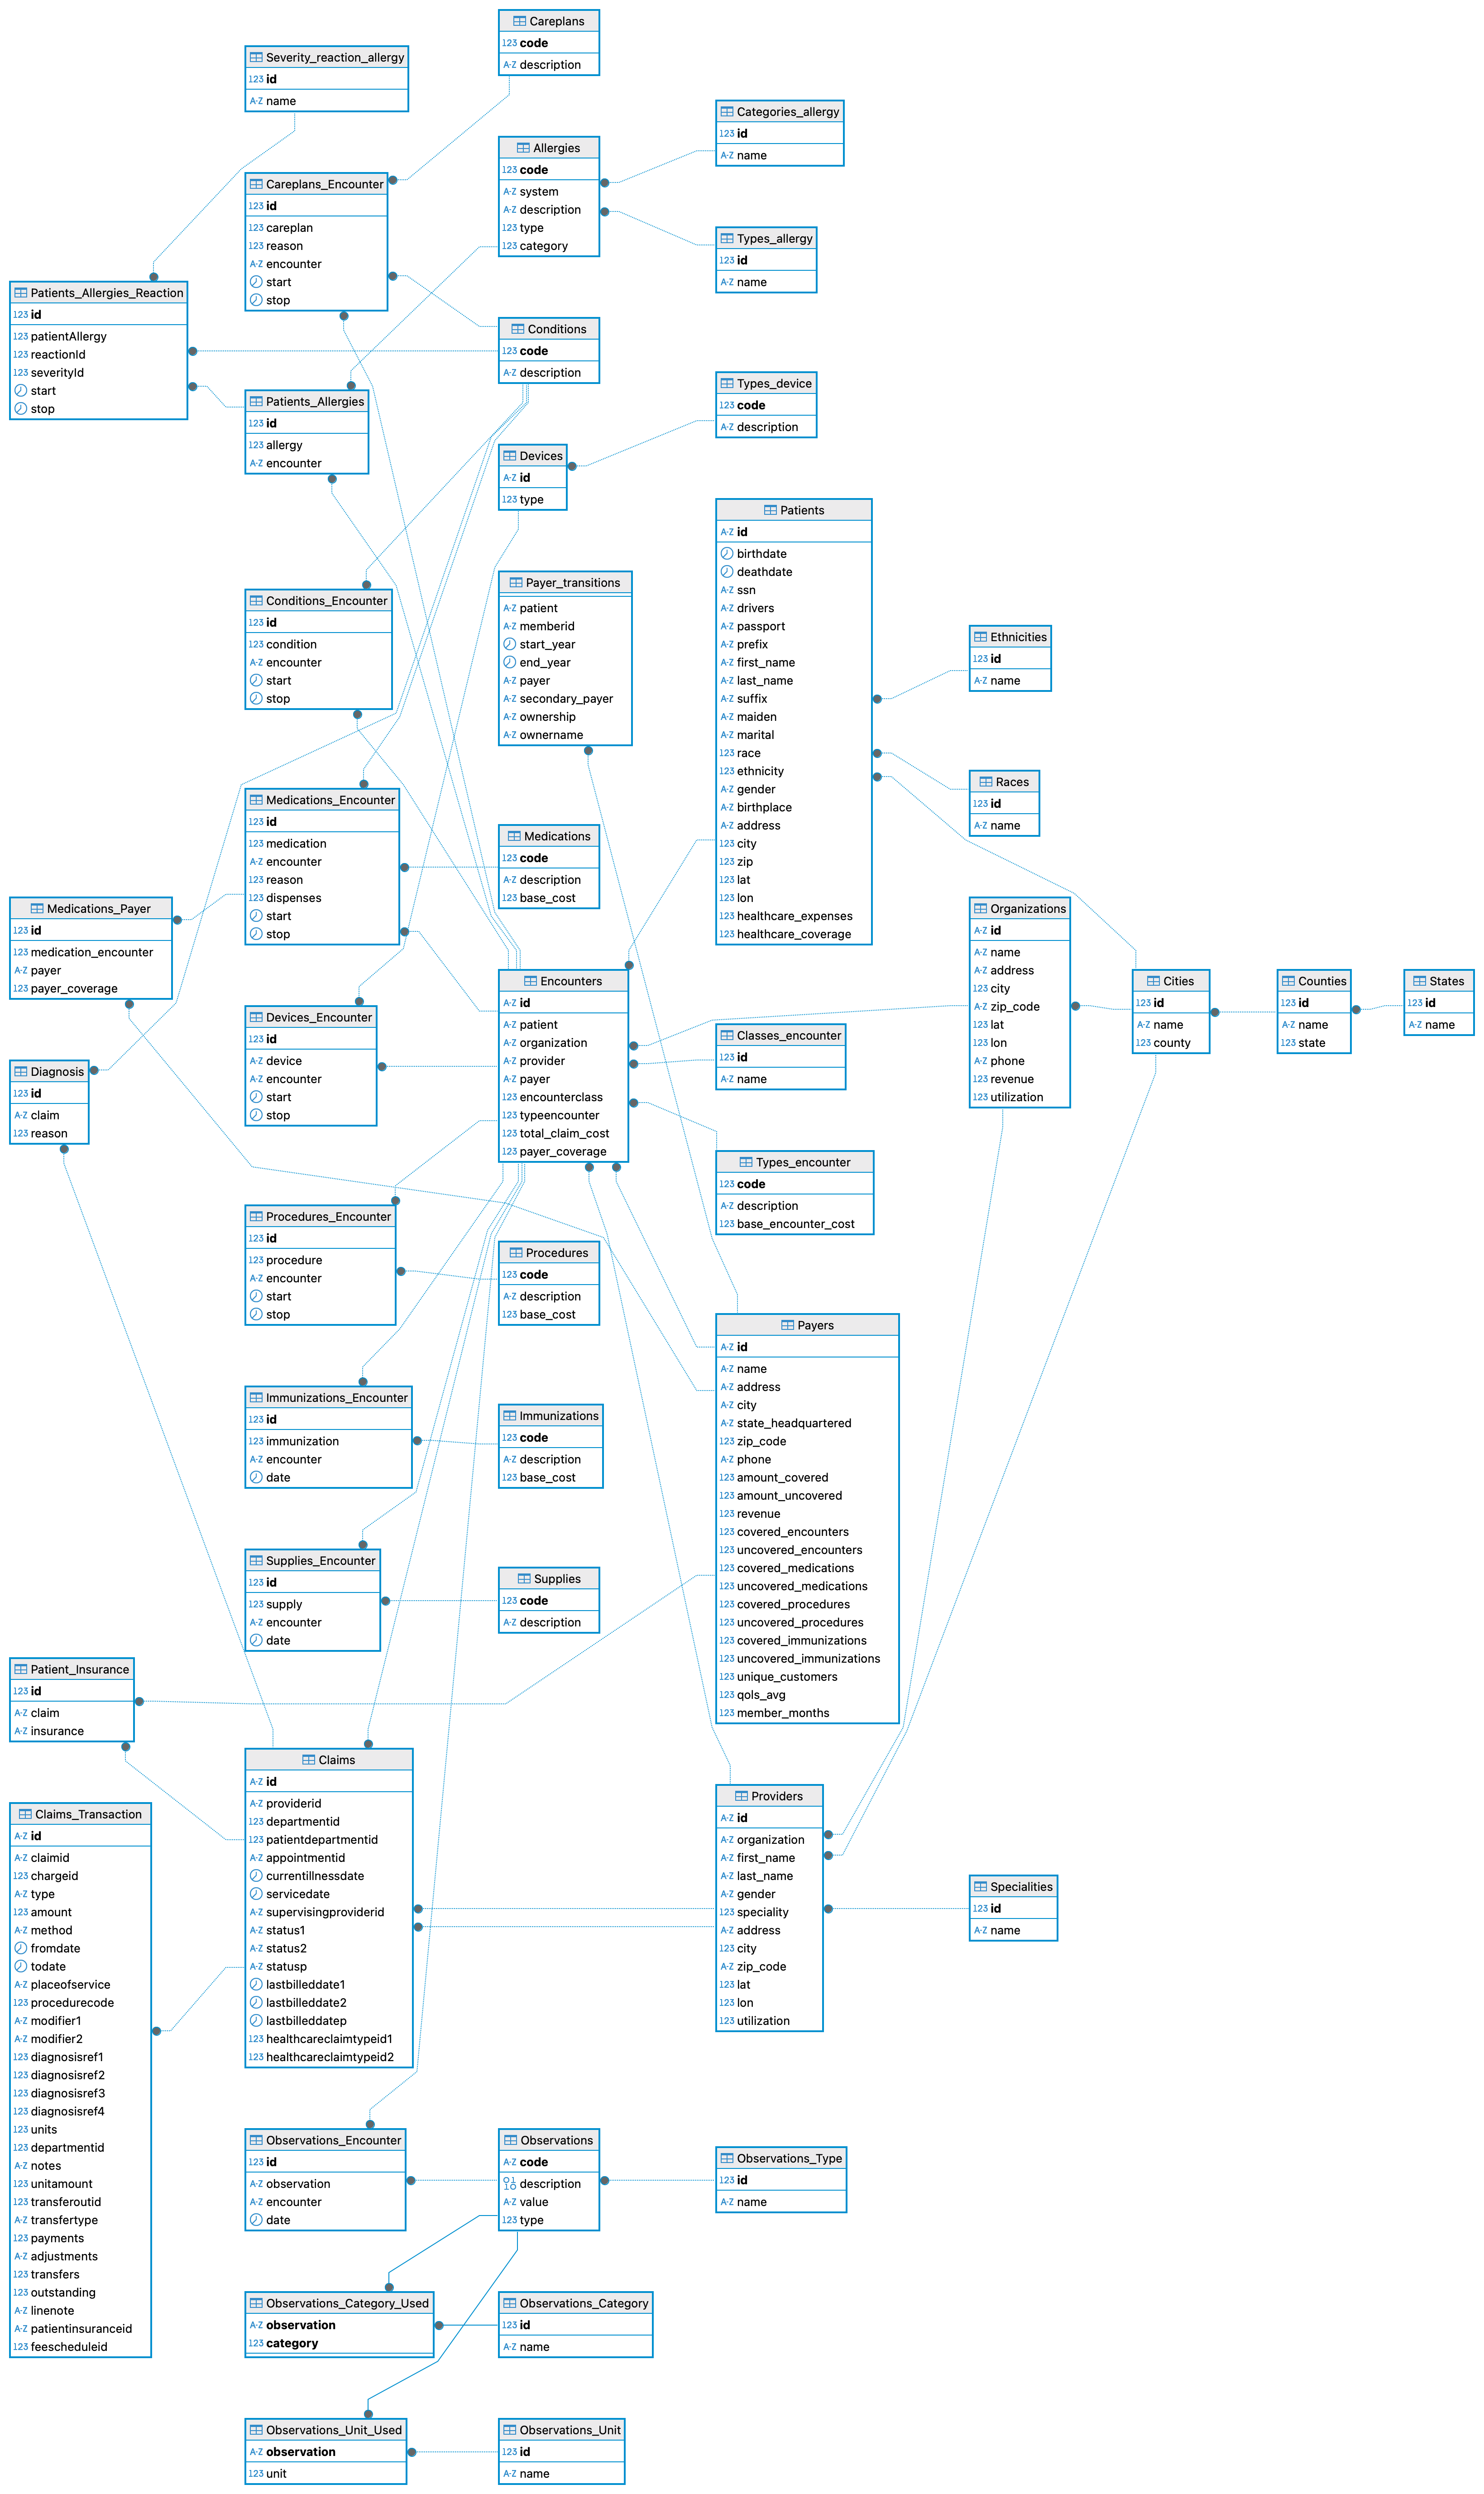 Careplans
123 code
A-Z description
Severity_reaction_allergy
123 id
A-Z name
Categories_allergy
123 id
A-Z name
Allergies
123 code
A-Z system
A-Z description
123 type
123 category
Careplans_Encounter
123 id
123 careplan
123 reason
A-Z encounter
start
stop
Types_allergy
123 id
A-Z name
Patients_Allergies_Reaction
123 id
123 patientAllergy
123 reactionId
123 severityId
start
stop
Conditions
123 code
A-Z description
Patients_Allergies
123 id
123 allergy
A-Z encounter
Types_device
123 code
A-Z description
Devices
A-Z id
123 type
Patients
A-Z id
birthdate
deathdate
A-Z ssn
A-Z drivers
A-Z passport
A-Z prefix
A-Z first_name
A-Z last_name
A-Z suffix
A-Z maiden
A-Z marital
123 race
123 ethnicity
A-Z gender
A-Z birthplace
A-Z address
123 city
123 zip
123 lat
123 lon
123 healthcare_expenses
123 healthcare_coverage
Payer_transitions
A-Z patient
A-Z memberid
start_year
end_year
A-Z payer
A-Z secondary_payer
A-Z ownership
A-Z ownername
Conditions_Encounter
123 id
123 condition
A-Z encounter
start
stop
Ethnicities
123 id
A-Z name
Races
123 id
A-Z name
Medications_Encounter
123 id
123 medication
A-Z encounter
123 reason
123 dispenses
start
stop
Medications
123 code
A-Z description
123 base_cost
Medications_Payer
123 id
123 medication_encounter
A-Z payer
123 payer_coverage
Organizations
A-Z id
A-Z name
A-Z address
123 city
A-Z zip_code
123 lat
123 lon
A-Z phone
123 revenue
123 utilization
Encounters
A-Z id
A-Z patient
A-Z organization
A-Z provider
A-Z payer
123 encounterclass
123 typeencounter
123 total_claim_cost
123 payer_coverage
Cities
123 id
A-Z name
123 county
Counties
123 id
A-Z name
123 state
States
123 id
A-Z name
Devices_Encounter
123 id
A-Z device
A-Z encounter
start
stop
Classes_encounter
123 id
A-Z name
Diagnosis
123 id
A-Z claim
123 reason
Types_encounter
123 code
A-Z description
123 base_encounter_cost
Procedures_Encounter
123 id
123 procedure
A-Z encounter
start
stop
Procedures
123 code
A-Z description
123 base_cost
Payers
A-Z id
A-Z name
A-Z address
A-Z city
A-Z state_headquartered
123 zip_code
A-Z phone
123 amount_covered
123 amount_uncovered
123 revenue
123 covered_encounters
123 uncovered_encounters
123 covered_medications
123 uncovered_medications
123 covered_procedures
123 uncovered_procedures
123 covered_immunizations
123 uncovered_immunizations
123 unique_customers
123 qols_avg
123 member_months
Immunizations_Encounter
123 id
123 immunization
A-Z encounter
date
Immunizations
123 code
A-Z description
123 base_cost
Supplies_Encounter
123 id
123 supply
A-Z encounter
date
Supplies
123 code
A-Z description
Patient_Insurance
123 id
A-Z claim
A-Z insurance
Claims
A-Z id
A-Z providerid
123 departmentid
123 patientdepartmentid
A-Z appointmentid
currentillnessdate
servicedate
A-Z supervisingproviderid
A-Z status1
A-Z status2
A-Z statusp
lastbilleddate1
lastbilleddate2
lastbilleddatep
123 healthcareclaimtypeid1
123 healthcareclaimtypeid2
Providers
A-Z id
A-Z organization
A-Z first_name
A-Z last_name
A-Z gender
123 speciality
A-Z address
123 city
A-Z zip_code
123 lat
123 lon
123 utilization
Claims_Transaction
A-Z id
A-Z claimid
123 chargeid
A-Z type
123 amount
A-Z method
fromdate
todate
A-Z placeofservice
123 procedurecode
A-Z modifier1
A-Z modifier2
123 diagnosisref1
123 diagnosisref2
123 diagnosisref3
123 diagnosisref4
123 units
123 departmentid
A-Z notes
123 unitamount
123 transferoutid
A-Z transfertype
123 payments
A-Z adjustments
123 transfers
123 outstanding
A-Z linenote
A-Z patientinsuranceid
123 feescheduleid
Specialities
123 id
A-Z name
Observations_Encounter
123 id
A-Z observation
A-Z encounter
date
Observations
A-Z code
01 10 description
A-Z value
123 type
Observations_Type
123 id
A-Z name
Observations_Category_Used
A-Z observation
123 category
Observations_Category
123 id
A-Z name
Observations_Unit_Used
A-Z observation
123 unit
Observations_Unit
123 id
A-Z name